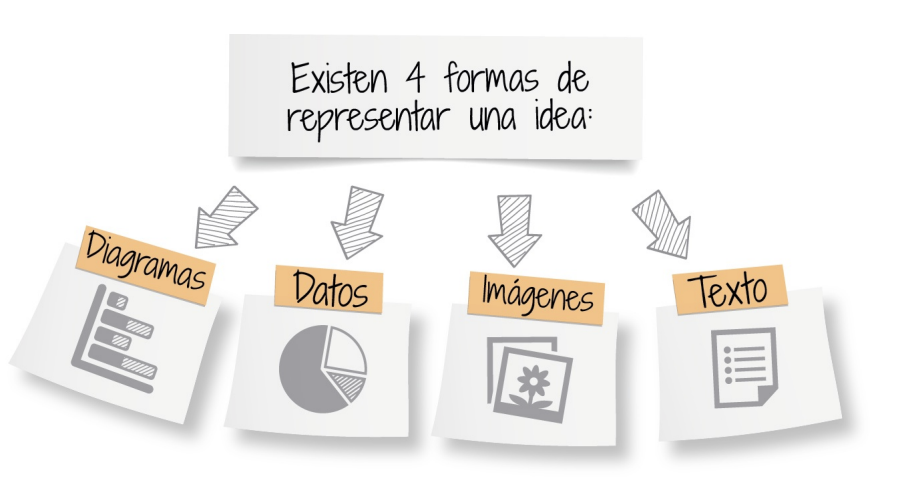 Existen 4 formas de
representar una idea:
Diagramas
Datos
Imágenes
Texto